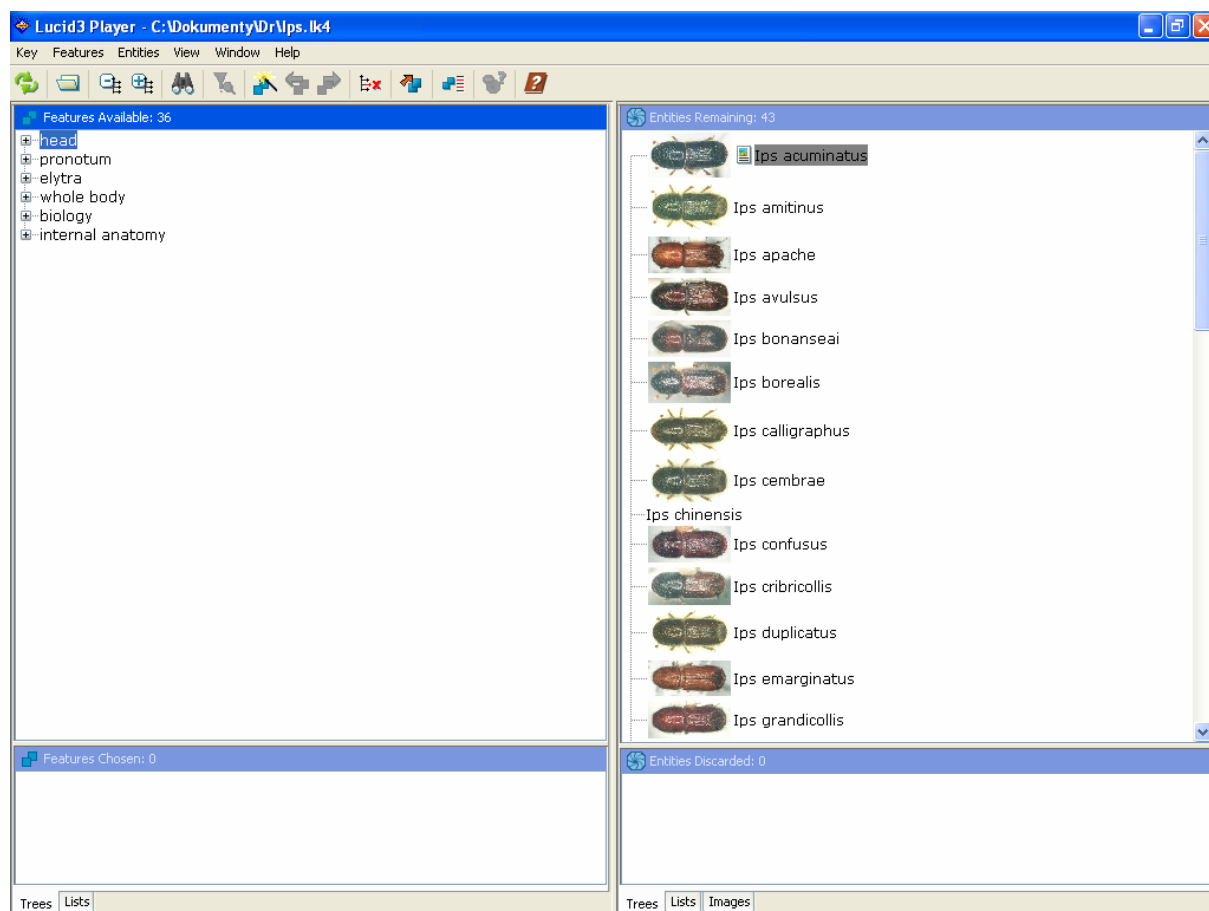 Lucid3 Player - C:\Dokumenty\Dr\Ips.lk4
Key Features Entities View Window Help
Features Available: 36
head
pronotum
elytra
whole body
biology
internal anatomy
Features Chosen: 0
Trees Lists
Entities Remaining: 43
Ips acuminatus
Ips amitinus
Ips apache
Ips avulsus
Ips bonanseai
Ips borealis
Ips calligraphus
Ips cembrae
Ips chinensis
Ips confusus
Ips cribricollis
Ips duplicatus
Ips emarginatus
Ips grandicollis
Entities Discarded: 0
Trees Lists Images